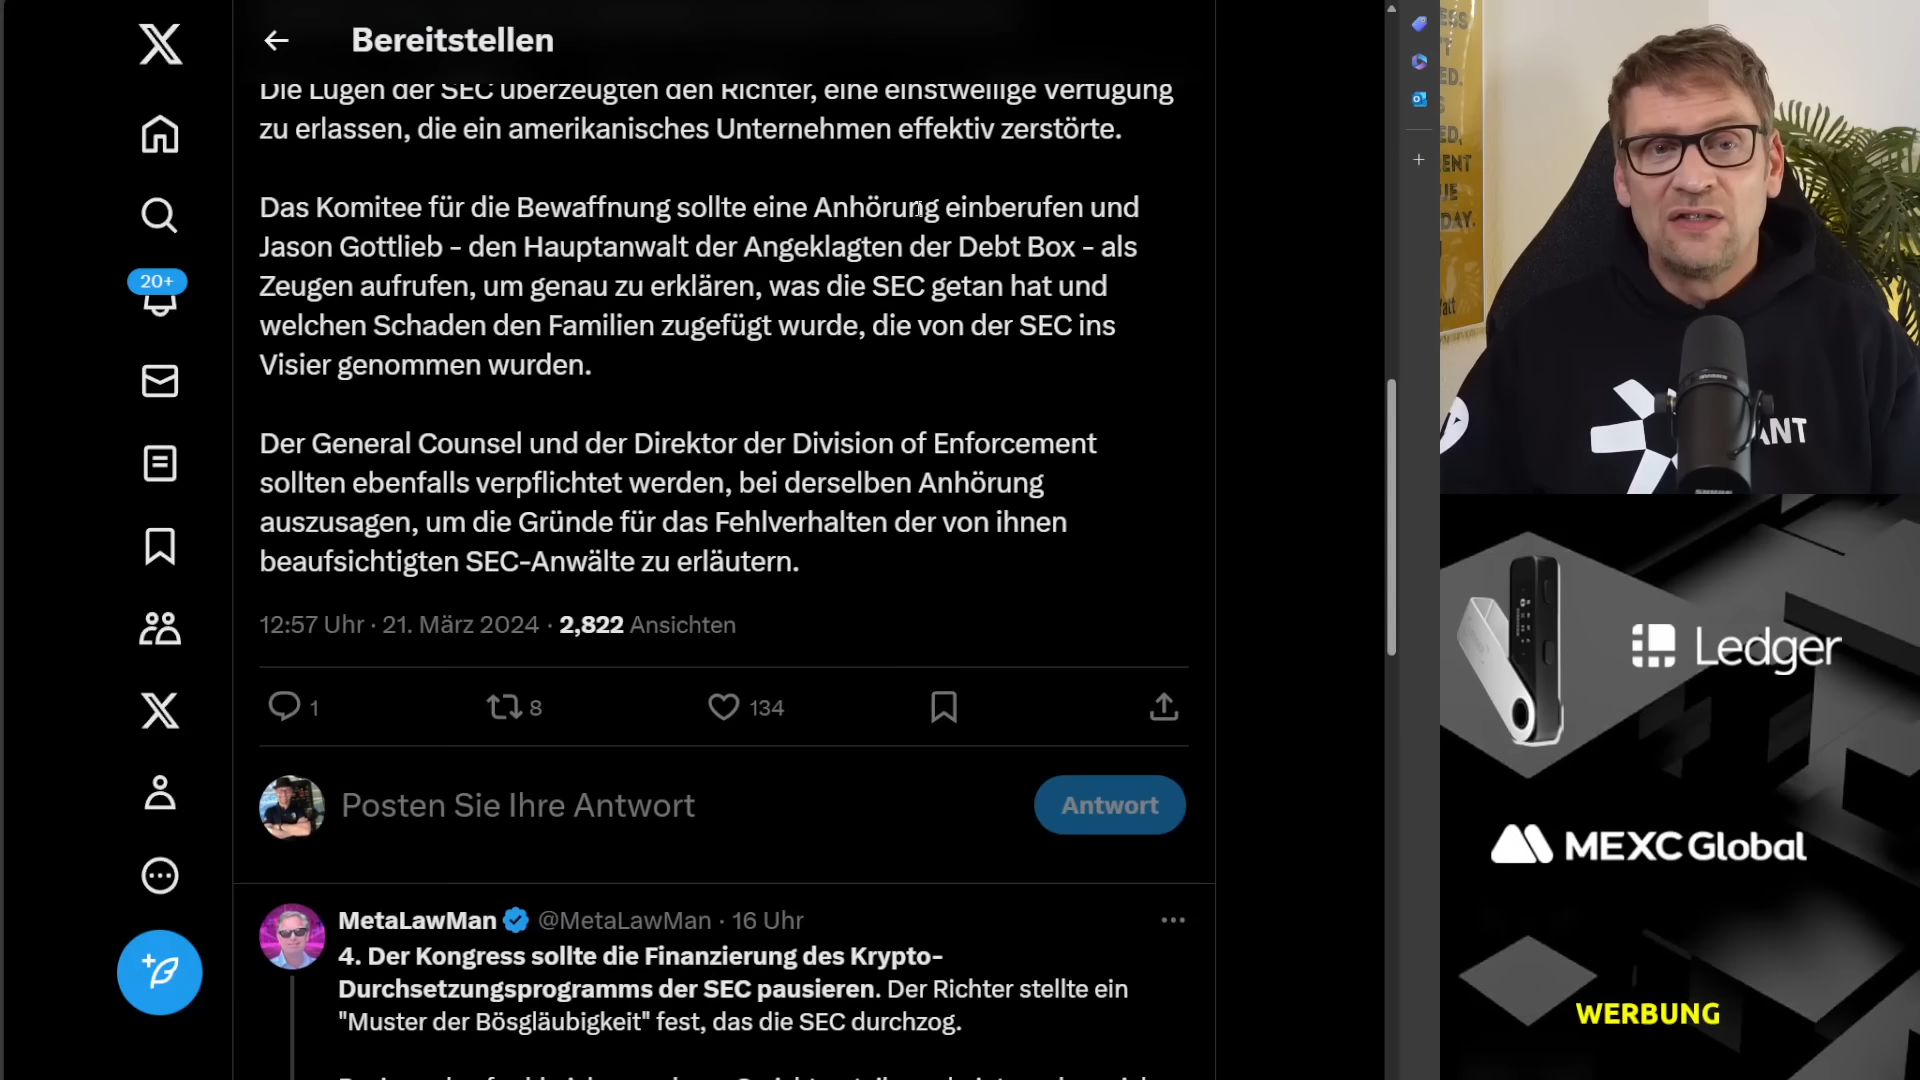 Bereitstellen
Die Lügen der SEC überzeugten den Richter, eine einstweilige Verfügung
zu erlassen, die ein amerikanisches Unternehmen effektiv zerstörte.
Das Komitee für die Bewaffnung sollte eine Anhörung einberufen und
Jason Gottlieb - den Hauptanwalt der Angeklagten der Debt Box - als
Zeugen aufrufen, um genau zu erklären, was die SEC getan hat und
welchen Schaden den Familien zugefügt wurde, die von der SEC ins
Visier genommen wurden.
Der General Counsel und der Direktor der Division of Enforcement
sollten ebenfalls verpflichtet werden, bei derselben Anhörung
auszusagen, um die Gründe für das Fehlverhalten der von ihnen
beaufsichtigten SEC-Anwälte zu erläutern.
12:57 Uhr · 21. März 2024 · 2,822 Ansichten
1 8 134
Posten Sie Ihre Antwort
Antwort
MetaLawMan @MetaLawMan · 16 Uhr
4. Der Kongress sollte die Finanzierung des Krypto-
Durchsetzungsprogramms der SEC pausieren. Der Richter stellte ein
"Muster der Bösgläubigkeit" fest, das die SEC durchzog.
20+
ANT
Ledger
MEXC Global
WERBUNG